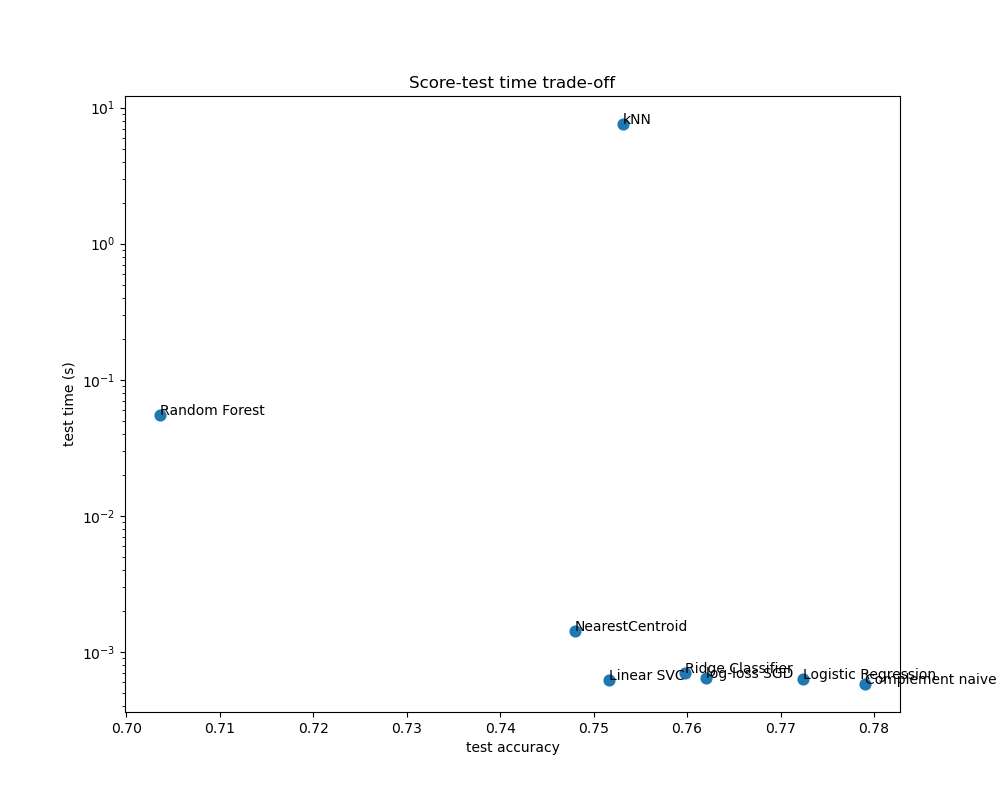 Score-test time trade-off
10¹
kNN
10⁰
test time (s)
10⁻¹
Random Forest
10⁻²
NearestCentroid
10⁻³
Ridge Classifier
Linear SVC
log-loss SGD
Logistic Regression
Complement naive
0.70 0.71 0.72 0.73 0.74 0.75 0.76 0.77 0.78
test accuracy